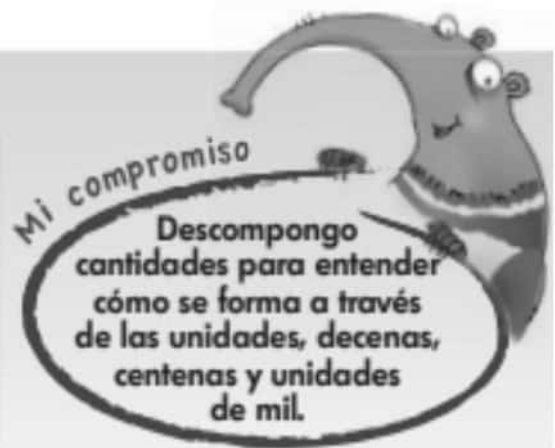 Mi compromiso
Descompongo
cantidades para entender
cómo se forma a través
de las unidades, decenas,
centenas y unidades
de mil.